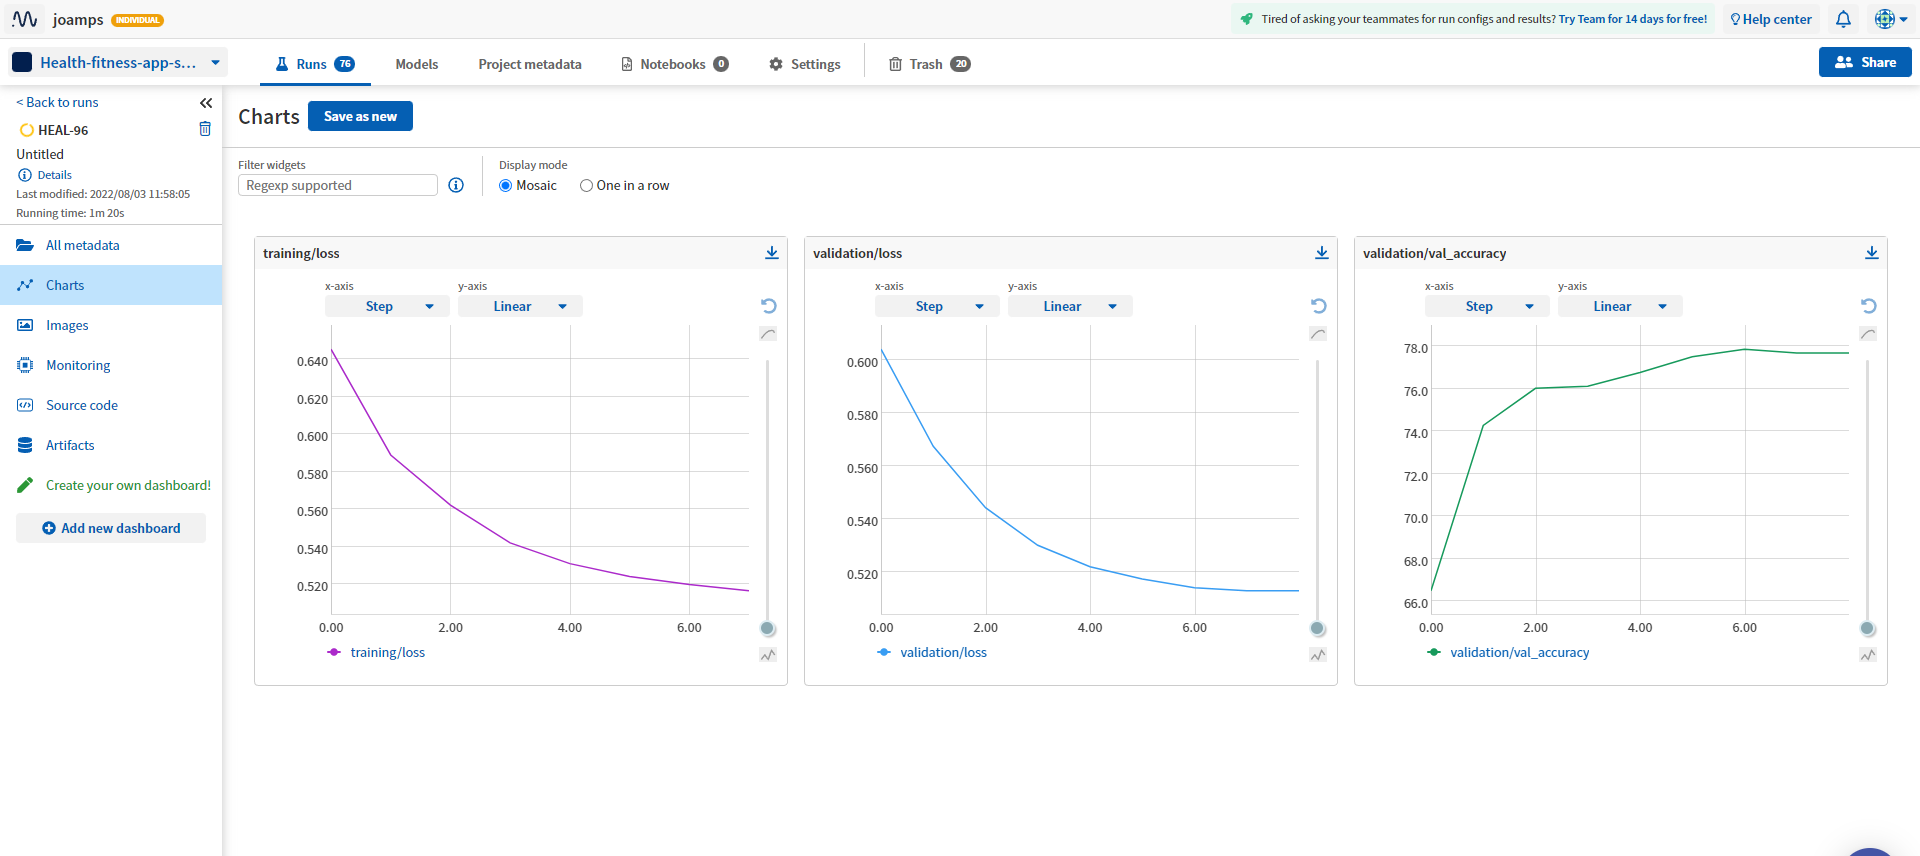 joamps INDIVIDUAL
Tired of asking your teammates for run configs and results? Try Team for 14 days for free!
Help center
Health-fitness-app-s...
Runs 76
Models
Project metadata
Notebooks 0
Settings
Trash 20
Share
< Back to runs
HEAL-96
Untitled
Details
Last modified: 2022/08/03 11:58:05
Running time: 1m 20s
All metadata
Charts
Images
Monitoring
Source code
Artifacts
Create your own dashboard!
Add new dashboard
Charts
Save as new
Filter widgets
Regexp supported
Display mode
Mosaic
One in a row
training/loss
x-axis
y-axis
Step
Linear
0.640
0.620
0.600
0.580
0.560
0.540
0.520
0.00 2.00 4.00 6.00
training/loss
validation/loss
x-axis
y-axis
Step
Linear
0.600
0.580
0.560
0.540
0.520
0.00 2.00 4.00 6.00
validation/loss
validation/val_accuracy
x-axis
y-axis
Step
Linear
78.0
76.0
74.0
72.0
70.0
68.0
66.0
0.00 2.00 4.00 6.00
validation/val_accuracy